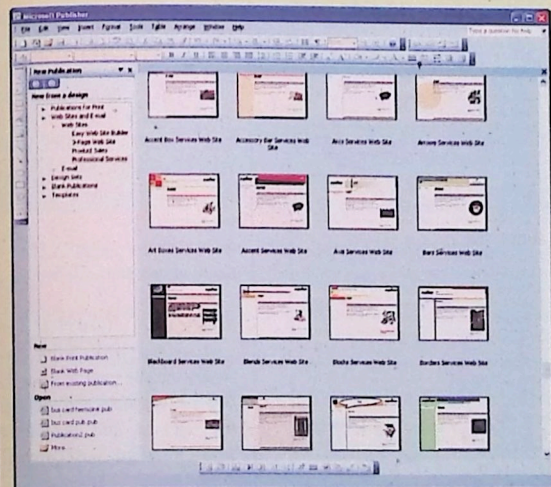 Microsoft Publisher
File Edit View Insert Format Tools Table Arrange Window Help
Type a question for help
New Publication
New from a design
Publications for Print
Web Sites and E-mail
Web Sites
Easy Web Site Builder
3-Page Web Site
Product Sales
Professional Services
E-mail
Design Sets
Blank Publications
Templates
Accent Box Services Web Site
Accessory Bar Services Web Site
Arcs Services Web Site
Arrows Services Web Site
Art Boxes Services Web Site
Ascent Services Web Site
Axis Services Web Site
Bars Services Web Site
Blackboard Services Web Site
Blends Services Web Site
Blocks Services Web Site
Borders Services Web Site
New
Blank Print Publication
Blank Web Page
From existing publication...
Open
bus card pub.pub
Publication2.pub
More...